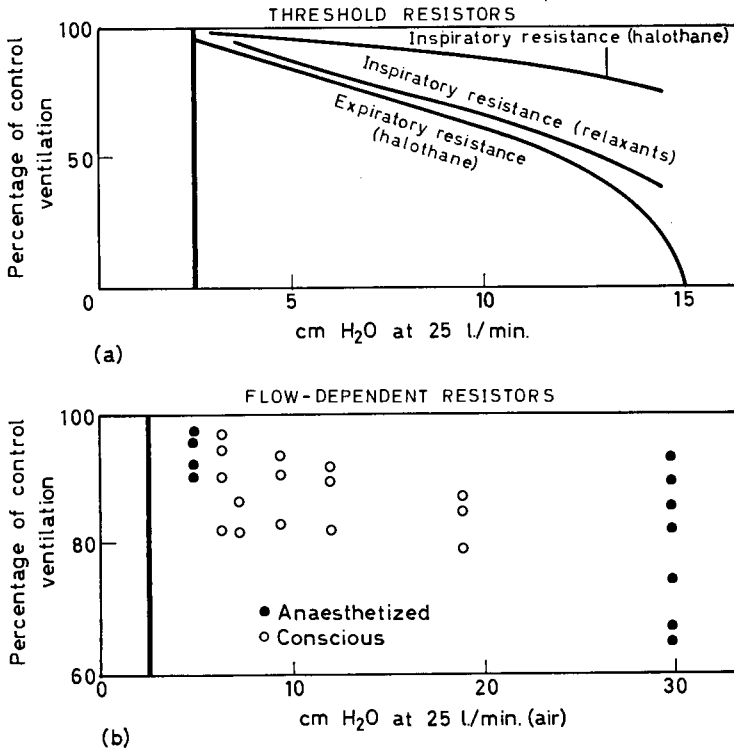 THRESHOLD RESISTORS
Percentage of control
ventilation
100
50
0
5
10
15
Inspiratory resistance (halothane)
Inspiratory resistance (relaxants)
Expiratory resistance
(halothane)
cm H₂O at 25 l./min.
(a)
FLOW-DEPENDENT RESISTORS
Percentage of control
ventilation
100
80
60
● Anaesthetized
○ Conscious
0
10
20
30
cm H₂O at 25 l./min. (air)
(b)